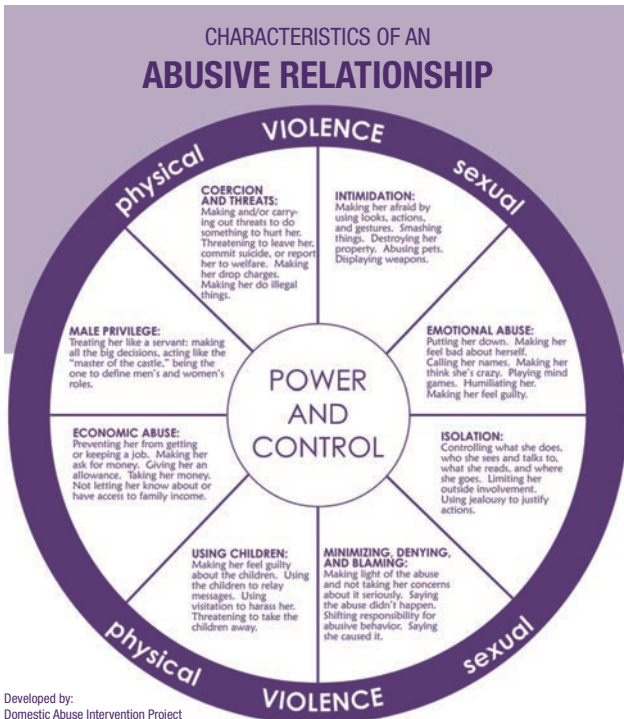 CHARACTERISTICS OF AN
ABUSIVE RELATIONSHIP
physical
VIOLENCE
sexual
COERCION
AND THREATS:
Making and/or carry-
ing out threats to do
something to hurt her.
Threatening to leave her,
commit suicide, or report
her to welfare. Making
her drop charges.
Making her do illegal
things.
INTIMIDATION:
Making her afraid by
using looks, actions,
and gestures. Smashing
things. Destroying her
property. Abusing pets.
Displaying weapons.
MALE PRIVILEGE:
Treating her like a servant: making
all the big decisions, acting like the
"master of the castle," being the
one to define men's and women's
roles.
EMOTIONAL ABUSE:
Putting her down. Making her
feel bad about herself.
Calling her names. Making her
think she's crazy. Playing mind
games. Humiliating her.
Making her feel guilty.
POWER
AND
CONTROL
ECONOMIC ABUSE:
Preventing her from getting
or keeping a job. Making her
ask for money. Giving her an
allowance. Taking her money.
Not letting her know about or
have access to family income.
ISOLATION:
Controlling what she does,
who she sees and talks to,
what she reads, and where
she goes. Limiting her
outside involvement.
Using jealousy to justify
actions.
USING CHILDREN:
Making her feel guilty
about the children. Using
the children to relay
messages. Using
visitation to harass her.
Threatening to take the
children away.
MINIMIZING, DENYING,
AND BLAMING:
Making light of the abuse
and not taking her concerns
about it seriously. Saying
the abuse didn't happen.
Shifting responsibility for
abusive behavior. Saying
she caused it.
physical
VIOLENCE
sexual
Developed by:
Domestic Abuse Intervention Project